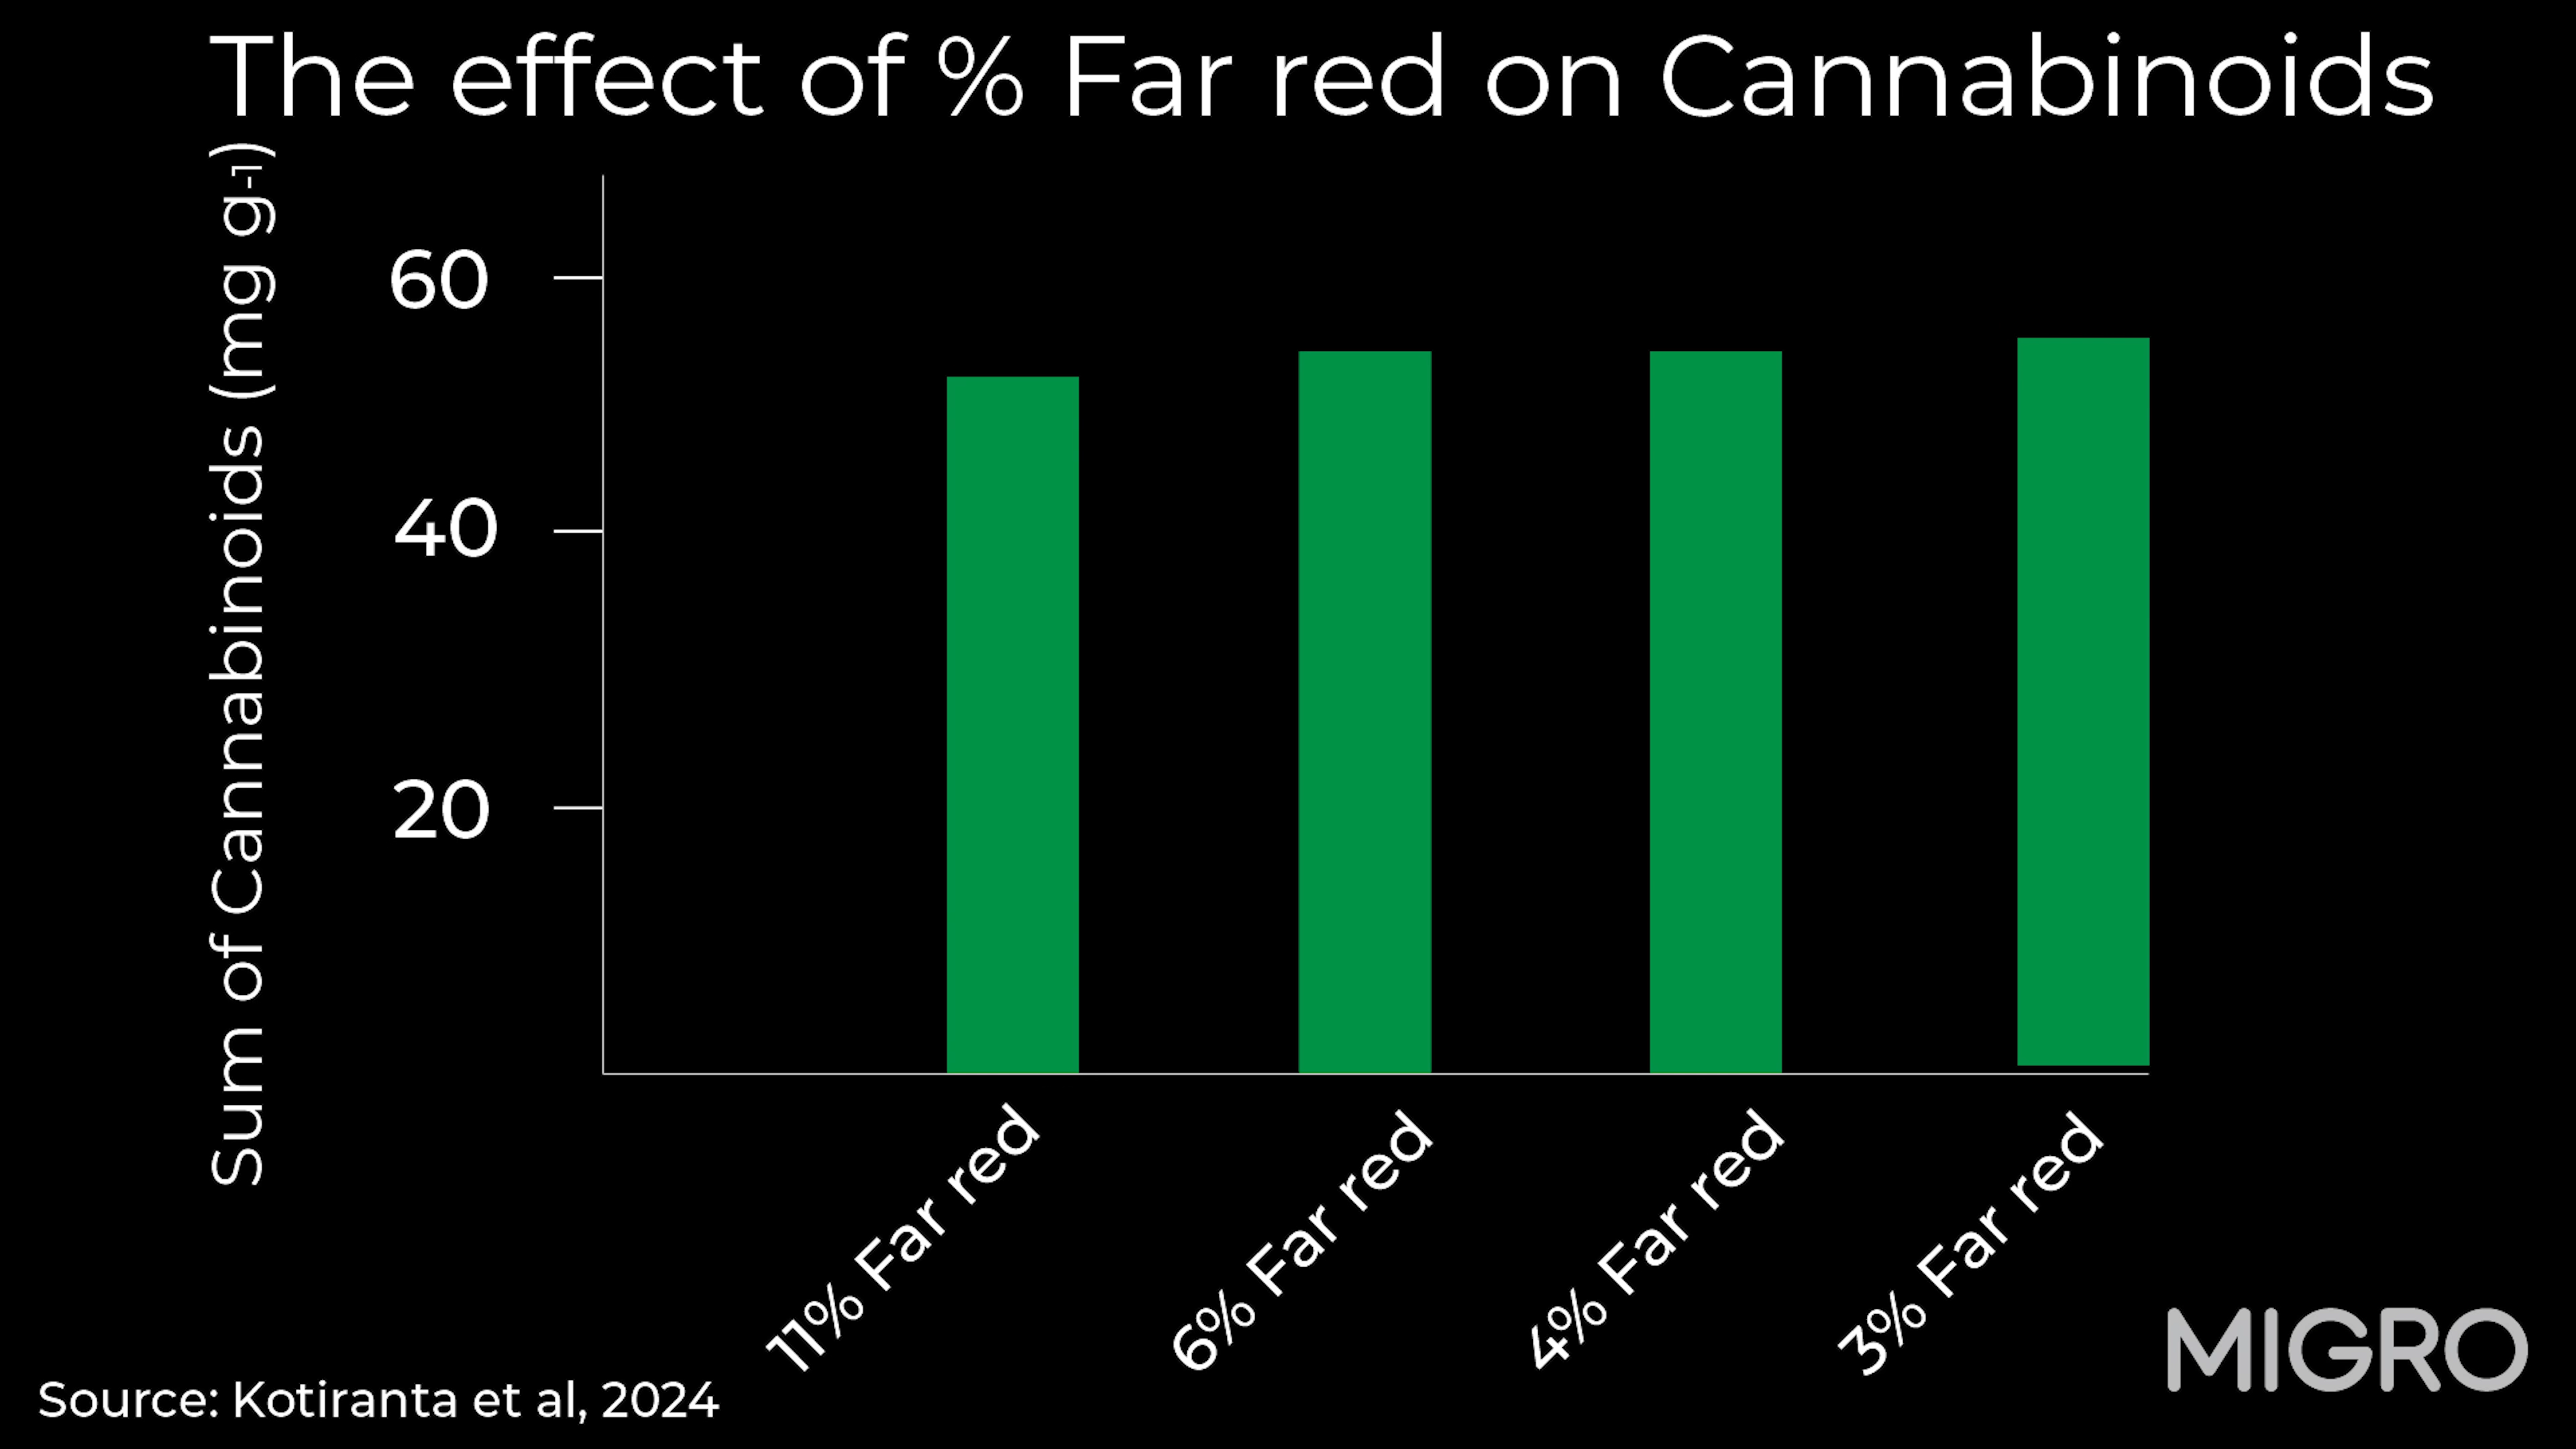 The effect of % Far red on Cannabinoids
Sum of Cannabinoids (mg g-1)
60
40
20
11% Far red
6% Far red
4% Far red
3% Far red
MIGRO
Source: Kotiranta et al, 2024